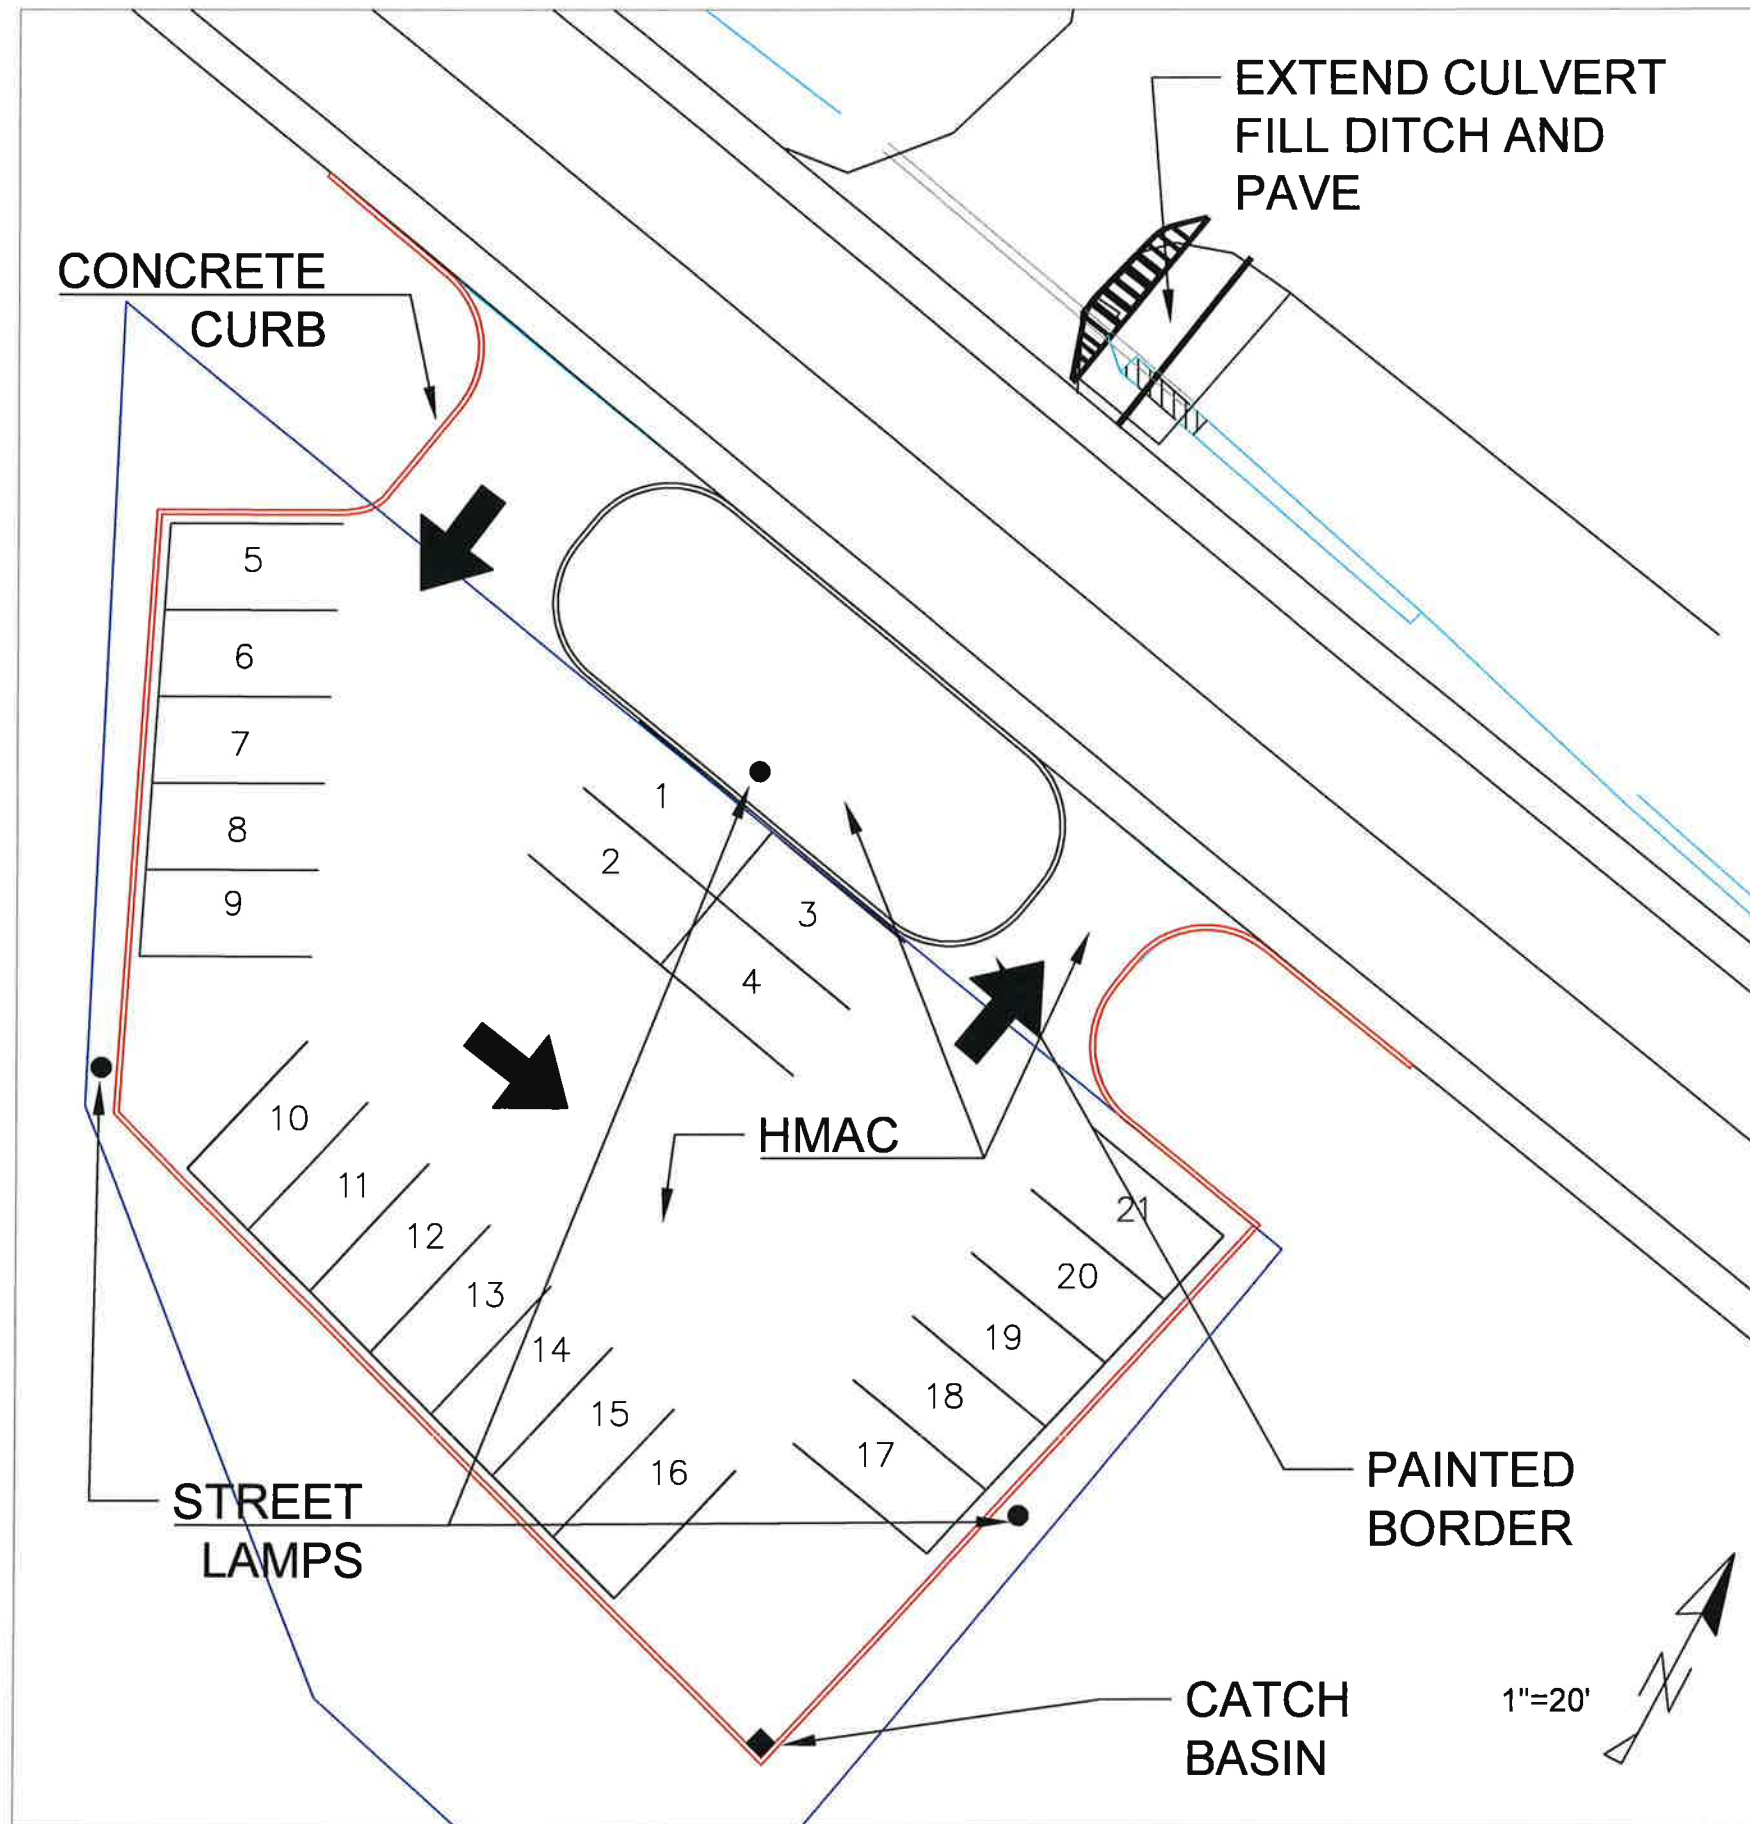 EXTEND CULVERT
FILL DITCH AND
PAVE
CONCRETE
CURB
5
6
7
8
9
1
2
3
4
10
11
12
13
14
15
16
HMAC
21
20
19
18
17
STREET
LAMPS
PAINTED
BORDER
CATCH
BASIN
1"=20'
N